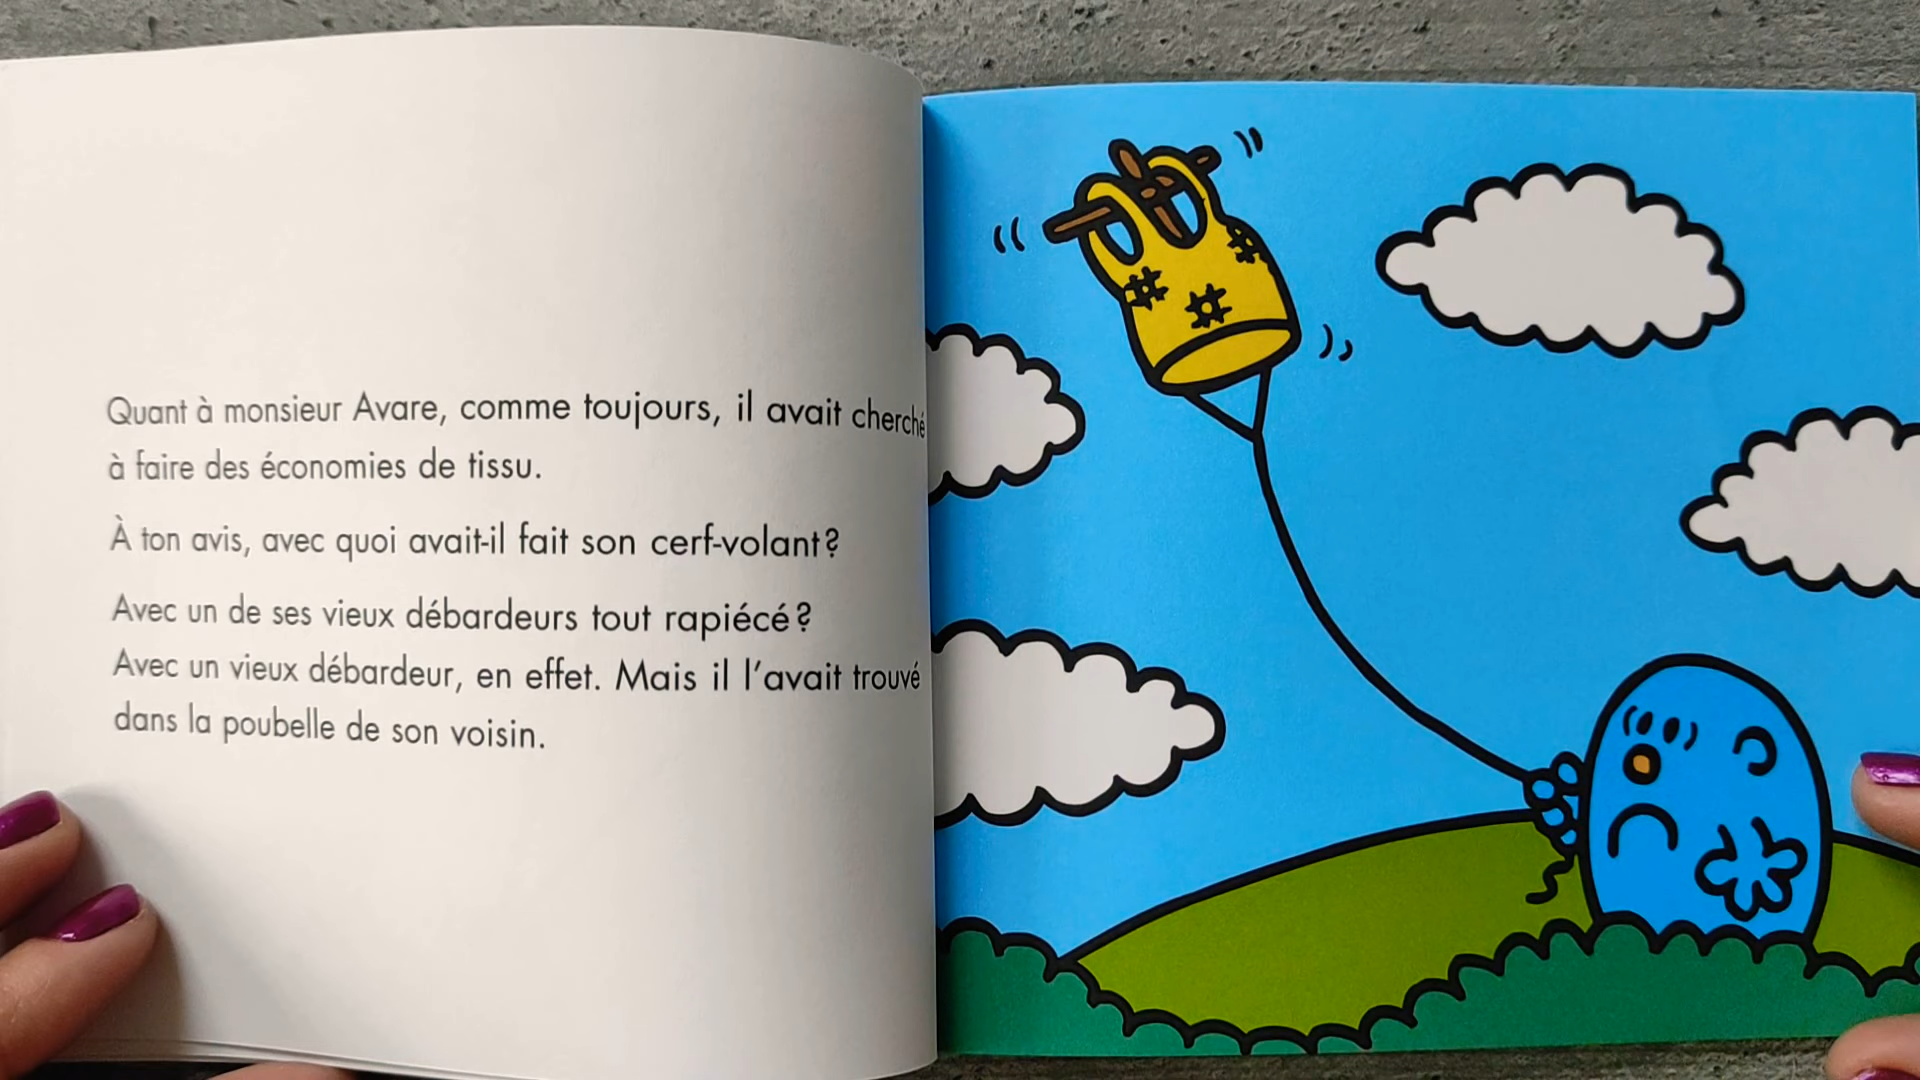 Quant à monsieur Avare, comme toujours, il avait cherché
à faire des économies de tissu.
À ton avis, avec quoi avait-il fait son cerf-volant ?
Avec un de ses vieux débardeurs tout rapiécé ?
Avec un vieux débardeur, en effet. Mais il l'avait trouvé
dans la poubelle de son voisin.